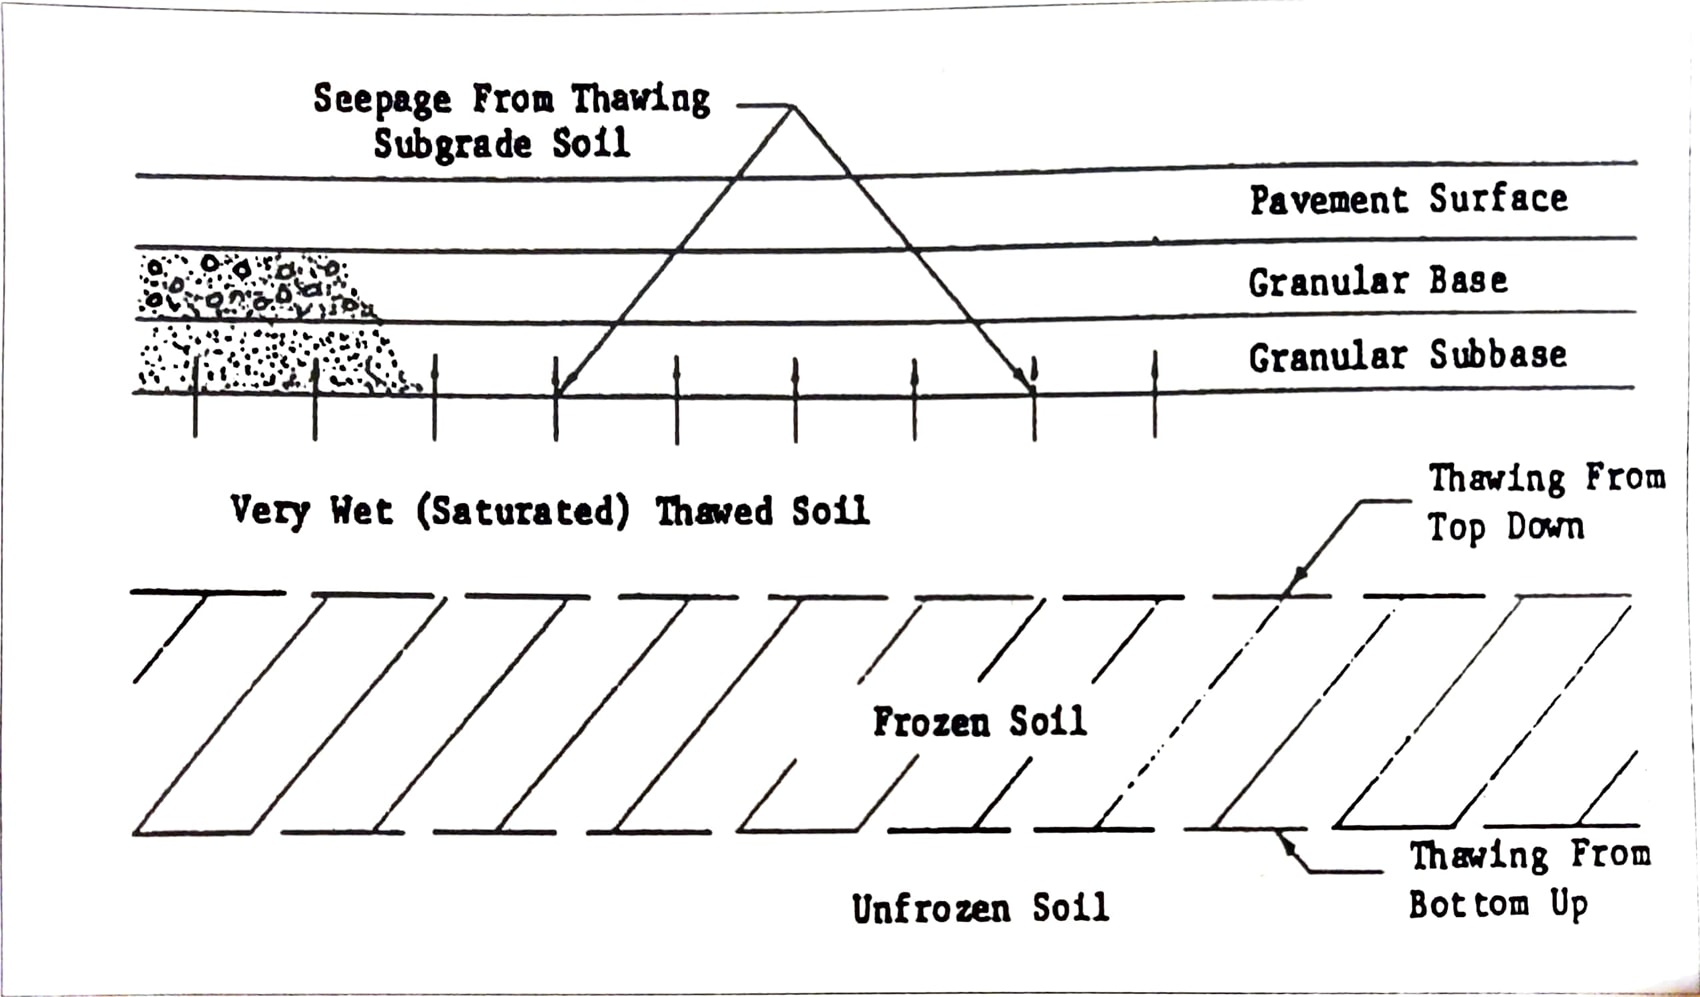 Seepage From Thawing
Subgrade Soil
Pavement Surface
Granular Base
Granular Subbase
Thawing From
Top Down
Very Wet (Saturated) Thawed Soil
Frozen Soil
Thawing From
Bottom Up
Unfrozen Soil